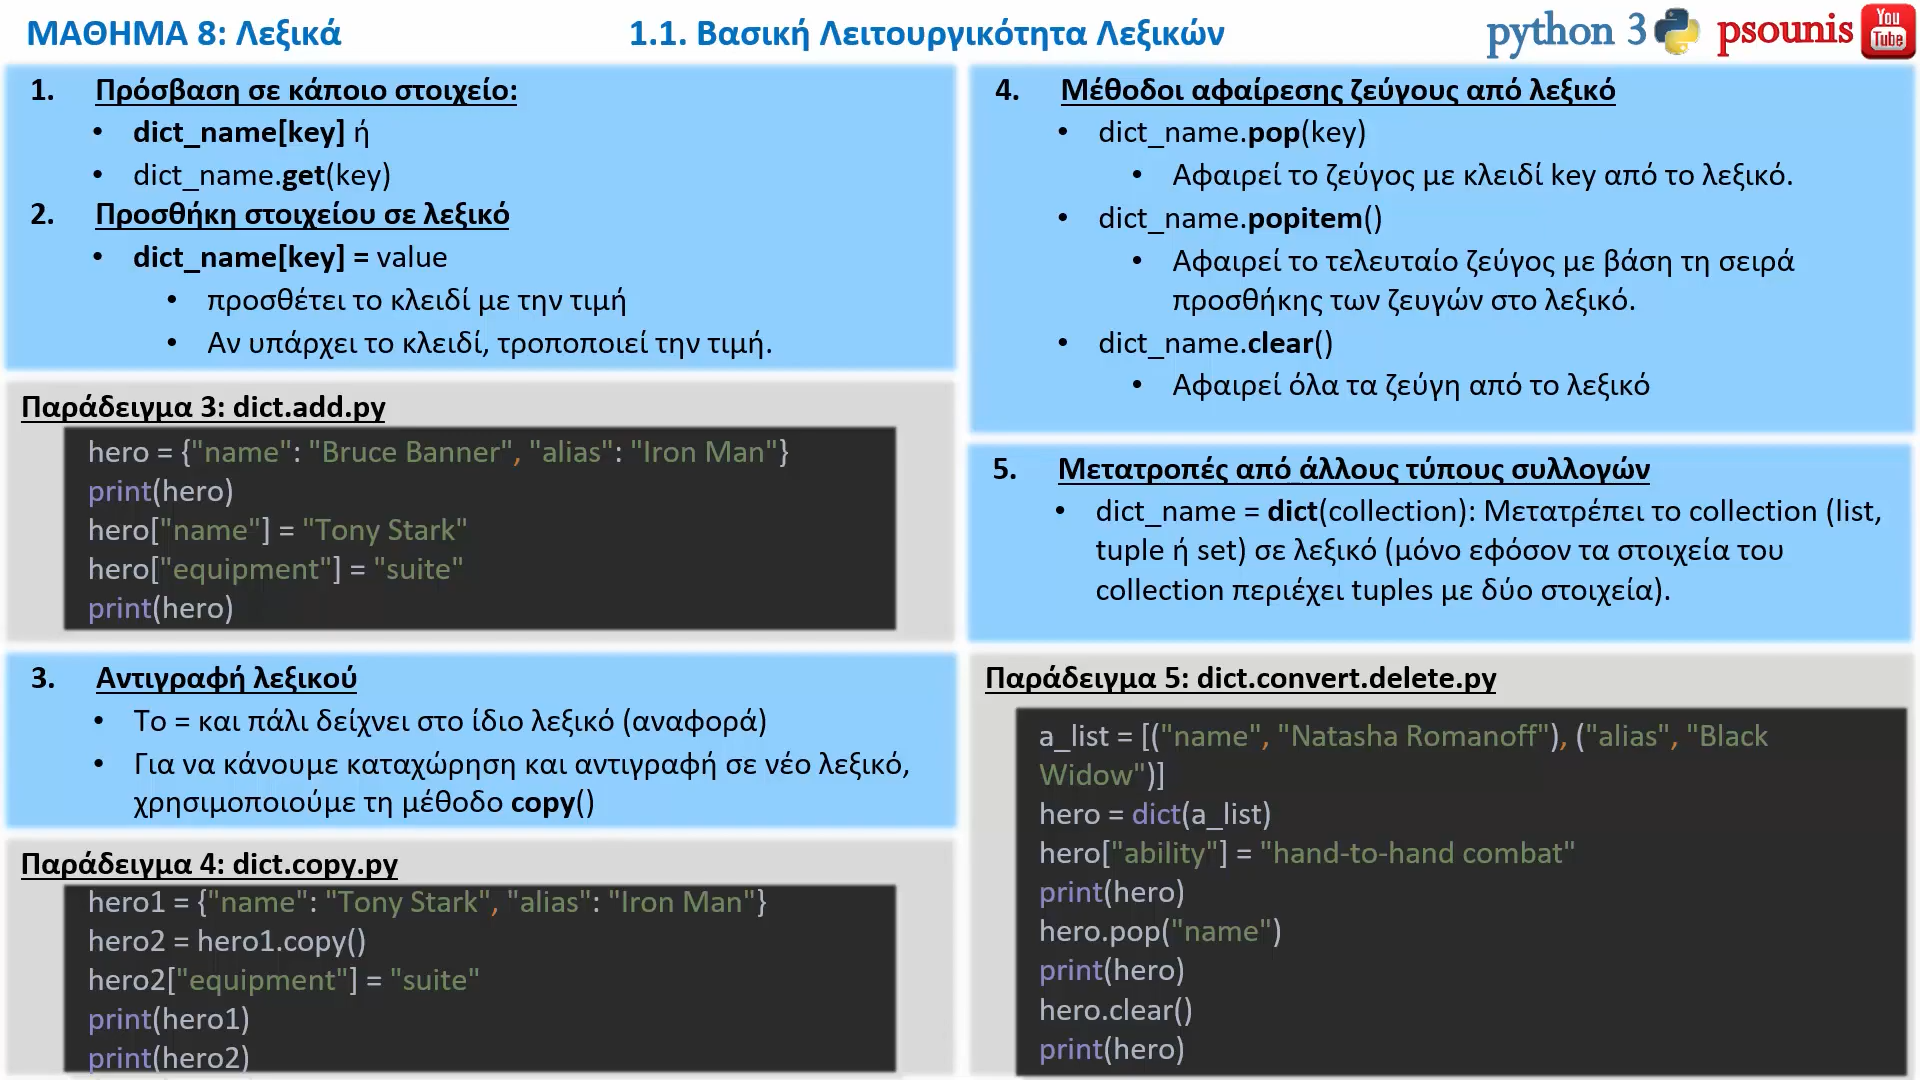 ΜΑΘΗΜΑ 8: Λεξικά
1.1. Βασική Λειτουργικότητα Λεξικών
python 3
psounis
You
Tube
1. Πρόσβαση σε κάποιο στοιχείο:
• dict_name[key] ή
• dict_name.get(key)
2. Προσθήκη στοιχείου σε λεξικό
• dict_name[key] = value
• προσθέτει το κλειδί με την τιμή
• Αν υπάρχει το κλειδί, τροποποιεί την τιμή.
Παράδειγμα 3: dict.add.py
hero = {"name": "Bruce Banner", "alias": "Iron Man"}
print(hero)
hero["name"] = "Tony Stark"
hero["equipment"] = "suite"
print(hero)
3. Αντιγραφή λεξικού
• Το = και πάλι δείχνει στο ίδιο λεξικό (αναφορά)
• Για να κάνουμε καταχώρηση και αντιγραφή σε νέο λεξικό,
χρησιμοποιούμε τη μέθοδο copy()
Παράδειγμα 4: dict.copy.py
hero1 = {"name": "Tony Stark", "alias": "Iron Man"}
hero2 = hero1.copy()
hero2["equipment"] = "suite"
print(hero1)
print(hero2)
4. Μέθοδοι αφαίρεσης ζεύγους από λεξικό
• dict_name.pop(key)
• Αφαιρεί το ζεύγος με κλειδί key από το λεξικό.
• dict_name.popitem()
• Αφαιρεί το τελευταίο ζεύγος με βάση τη σειρά
προσθήκης των ζευγών στο λεξικό.
• dict_name.clear()
• Αφαιρεί όλα τα ζεύγη από το λεξικό
5. Μετατροπές από άλλους τύπους συλλογών
• dict_name = dict(collection): Μετατρέπει το collection (list,
tuple ή set) σε λεξικό (μόνο εφόσον τα στοιχεία του
collection περιέχει tuples με δύο στοιχεία).
Παράδειγμα 5: dict.convert.delete.py
a_list = [("name", "Natasha Romanoff"), ("alias", "Black
Widow")]
hero = dict(a_list)
hero["ability"] = "hand-to-hand combat"
print(hero)
hero.pop("name")
print(hero)
hero.clear()
print(hero)